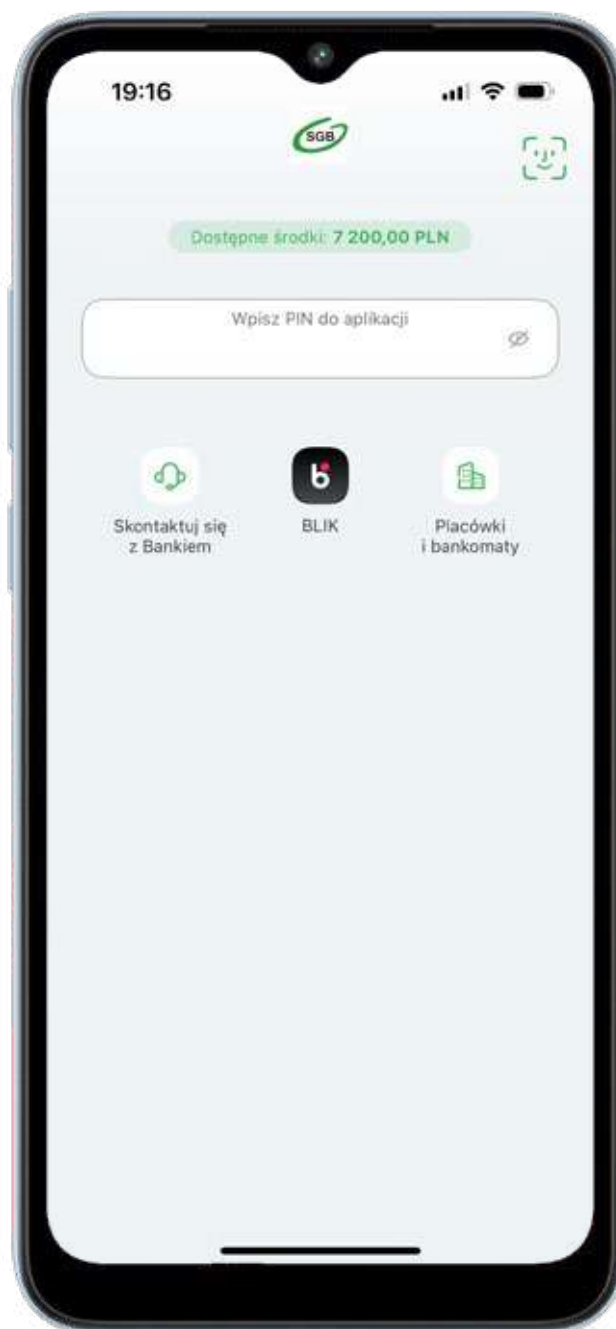 19:16
SGB
Dostępne środki: 7 200,00 PLN
Wpisz PIN do aplikacji
Skontaktuj się
z Bankiem
BLIK
Placówki
i bankomaty